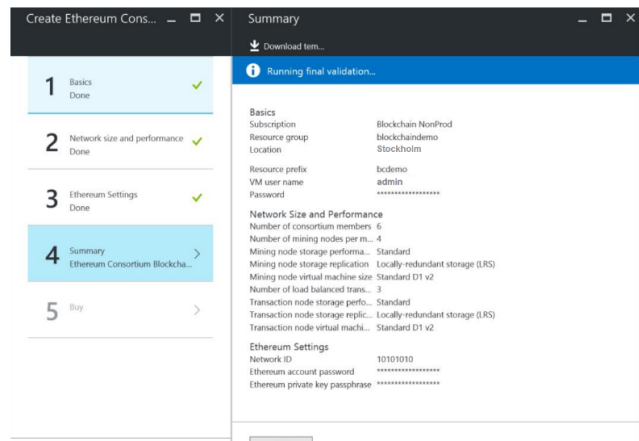 Create Ethereum Cons...
1 Basics
Done
2 Network size and performance
Done
3 Ethereum Settings
Done
4 Summary
Ethereum Consortium Blockcha...
5 Buy
Summary
Download tem...
Running final validation...
Basics
Subscription Blockchain NonProd
Resource group blockchaindemo
Location Stockholm
Resource prefix bcdemo
VM user name admin
Password *****************
Network Size and Performance
Number of consortium members 6
Number of mining nodes per m... 4
Mining node storage performa... Standard
Mining node storage replication Locally-redundant storage (LRS)
Mining node virtual machine size Standard D1 v2
Number of load balanced trans... 3
Transaction node storage perfo... Standard
Transaction node storage replic... Locally-redundant storage (LRS)
Transaction node virtual machi... Standard D1 v2
Ethereum Settings
Network ID 10101010
Ethereum account password *****************
Ethereum private key passphrase *****************